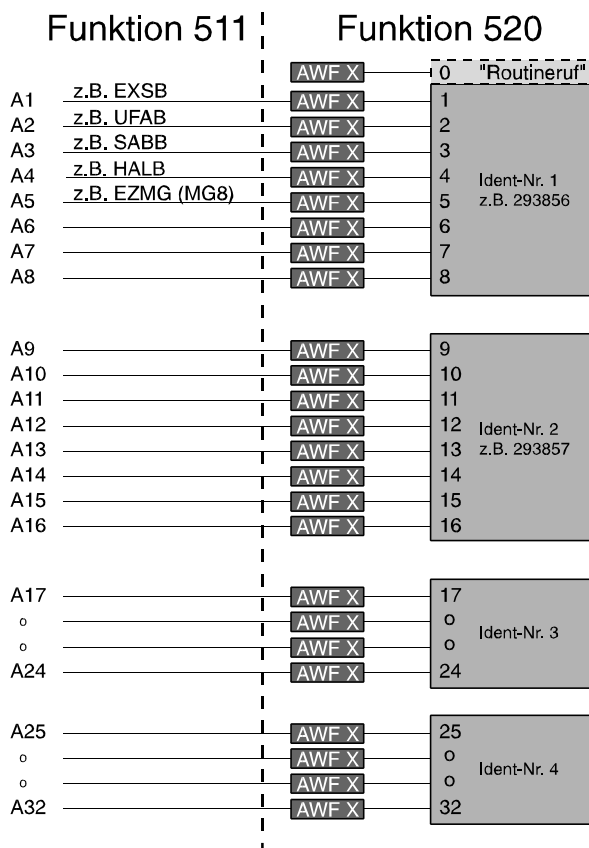 Funktion 511 Funktion 520
AWF X 0 "Routineruf"
A1 z.B. EXSB AWF X 1
A2 z.B. UFAB AWF X 2
A3 z.B. SABB AWF X 3
A4 z.B. HALB AWF X 4 Ident-Nr. 1
A5 z.B. EZMG (MG8) AWF X 5 z.B. 293856
A6 AWF X 6
A7 AWF X 7
A8 AWF X 8
A9 AWF X 9
A10 AWF X 10
A11 AWF X 11
A12 AWF X 12 Ident-Nr. 2
A13 AWF X 13 z.B. 293857
A14 AWF X 14
A15 AWF X 15
A16 AWF X 16
A17 AWF X 17
o AWF X o Ident-Nr. 3
o AWF X o
A24 AWF X 24
A25 AWF X 25
o AWF X o Ident-Nr. 4
o AWF X o
A32 AWF X 32